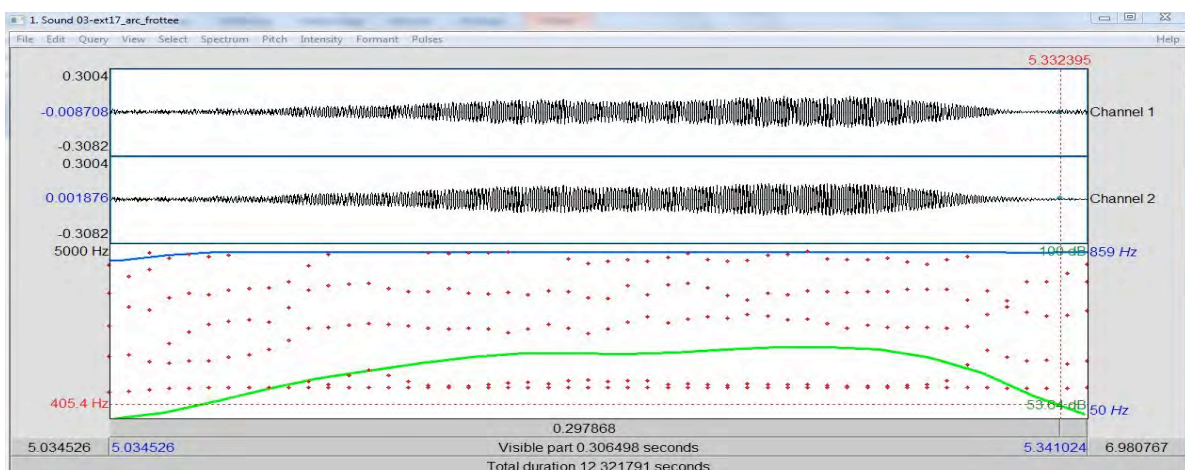 1. Sound 03-ext17_arc_frottee
File Edit Query View Select Spectrum Pitch Intensity Formant Pulses Help
5.332395
0.3004
-0.008708 Channel 1
-0.3082
0.3004
0.001876 Channel 2
-0.3082
5000 Hz 100 dB 859 Hz
405.4 Hz 53.64 dB 50 Hz
0.297868
5.034526 5.034526 Visible part 0.306498 seconds 5.341024 6.980767
Total duration 12.321791 seconds